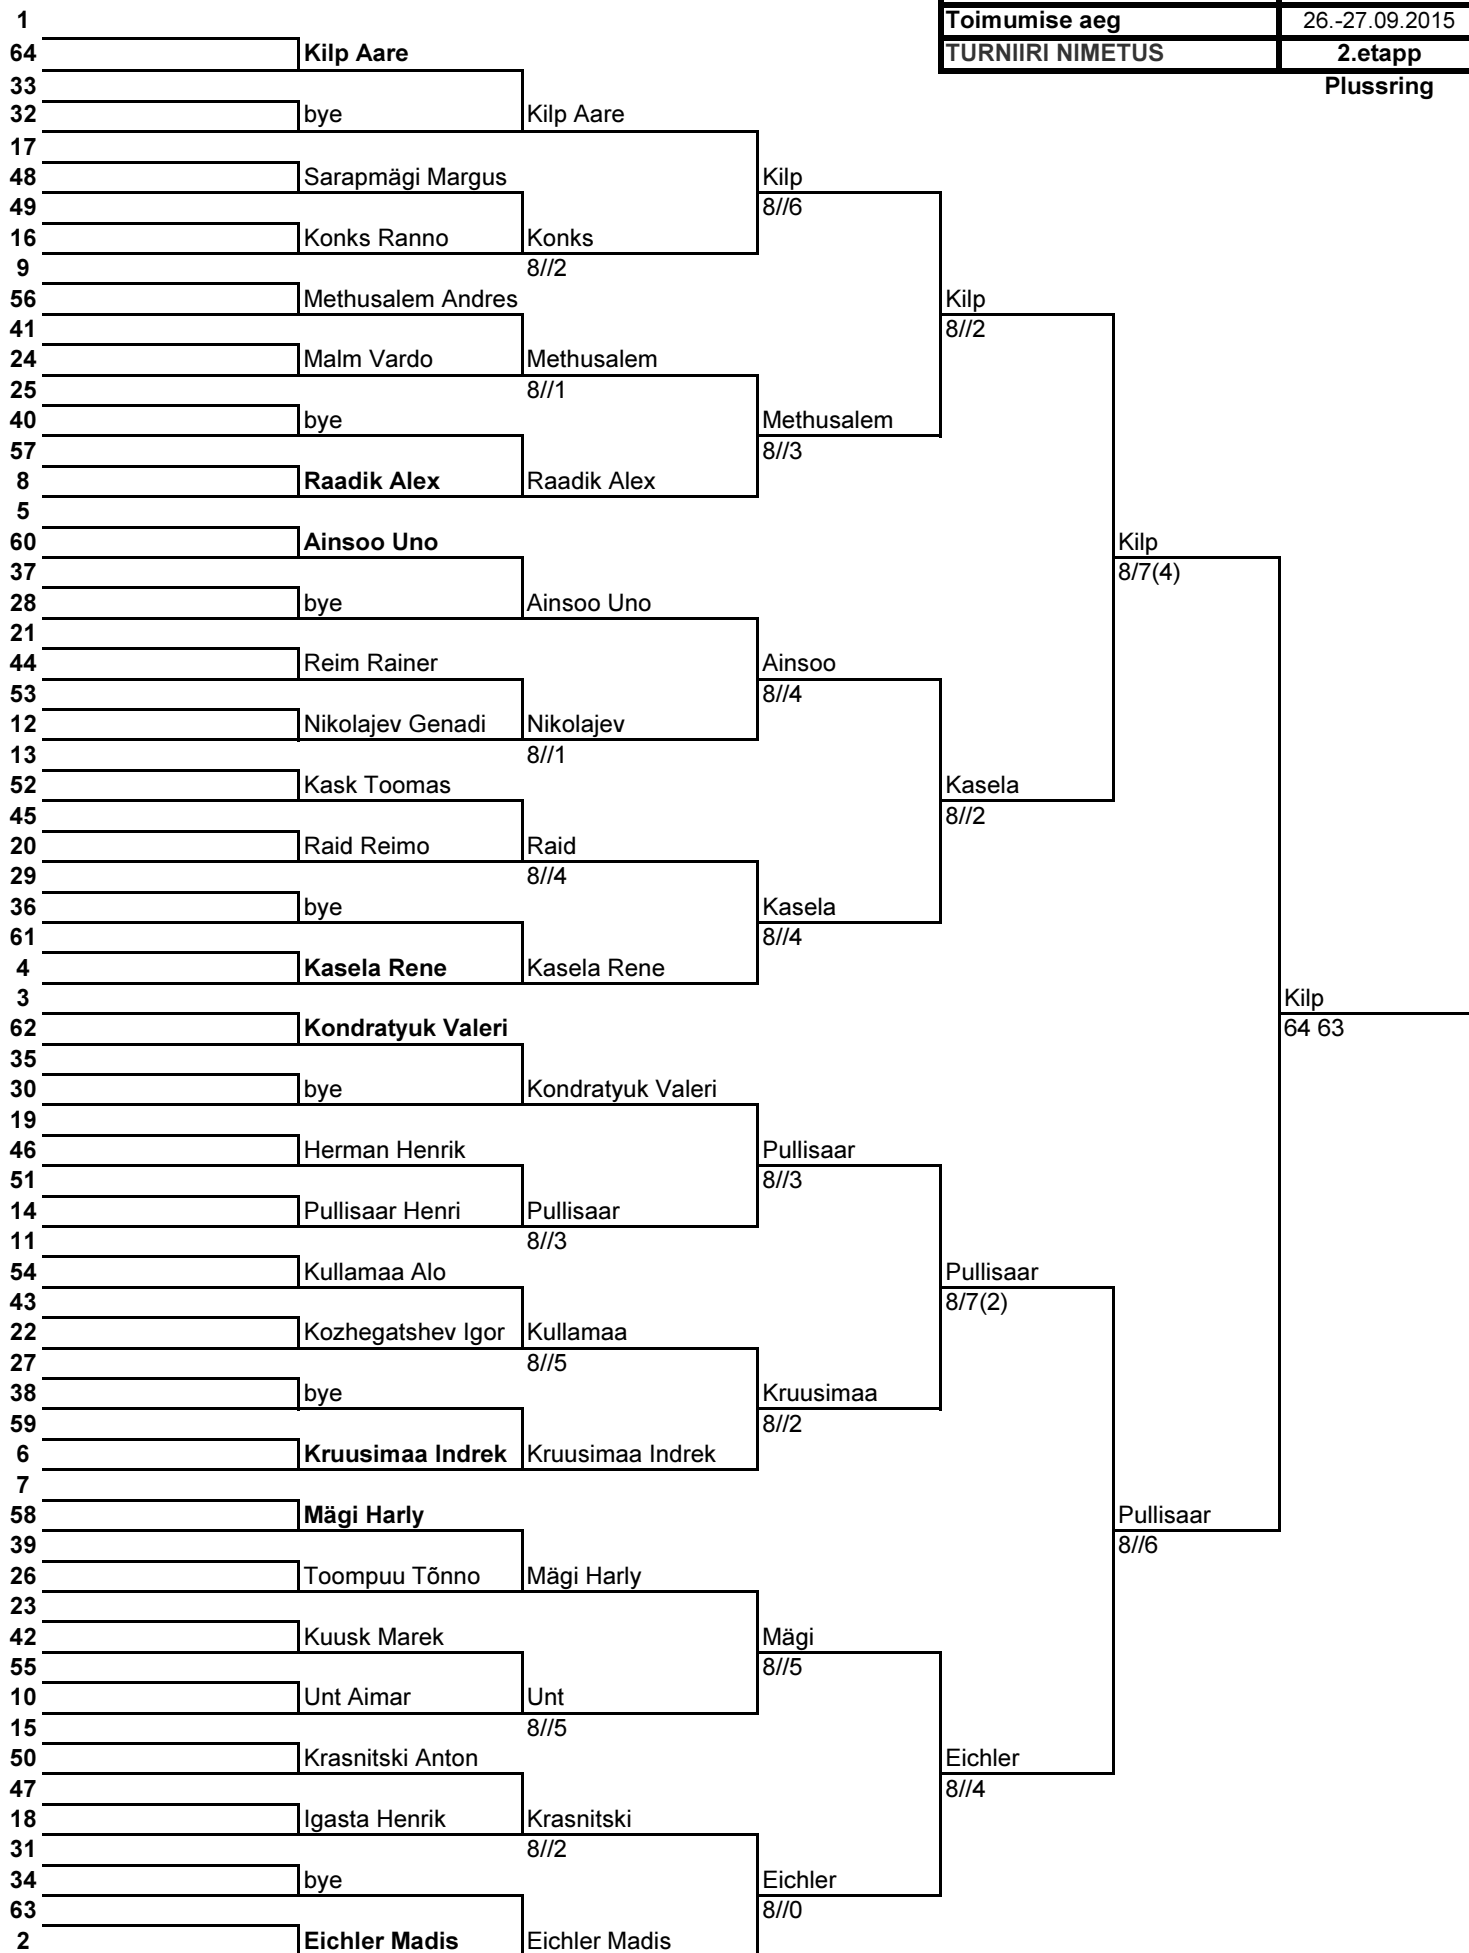 1 Toimumise aeg 26.-27.09.2015
64 Kilp Aare TURNIIRI NIMETUS 2.etapp
33 Plussring
32 bye Kilp Aare
17
48 Sarapmägi Margus Kilp
49 8//6
16 Konks Ranno Konks
9 8//2
56 Methusalem Andres Kilp
41 8//2
24 Malm Vardo Methusalem
25 8//1
40 bye Methusalem
57 8//3
8 Raadik Alex Raadik Alex
5
60 Ainsoo Uno Kilp
37 8/7(4)
28 bye Ainsoo Uno
21
44 Reim Rainer Ainsoo
53 8//4
12 Nikolajev Genadi Nikolajev
13 8//1
52 Kask Toomas Kasela
45 8//2
20 Raid Reimo Raid
29 8//4
36 bye Kasela
61 8//4
4 Kasela Rene Kasela Rene
3 Kilp
62 Kondratyuk Valeri 64 63
35
30 bye Kondratyuk Valeri
19
46 Herman Henrik Pullisaar
51 8//3
14 Pullisaar Henri Pullisaar
11 8//3
54 Kullamaa Alo Pullisaar
43 8/7(2)
22 Kozhegatshev Igor Kullamaa
27 8//5
38 bye Kruusimaa
59 8//2
6 Kruusimaa Indrek Kruusimaa Indrek
7
58 Mägi Harly Pullisaar
39 8//6
26 Toompuu Tõnno Mägi Harly
23
42 Kuusk Marek Mägi
55 8//5
10 Unt Aimar Unt
15 8//5
50 Krasnitski Anton Eichler
47 8//4
18 Igasta Henrik Krasnitski
31 8//2
34 bye Eichler
63 8//0
2 Eichler Madis Eichler Madis